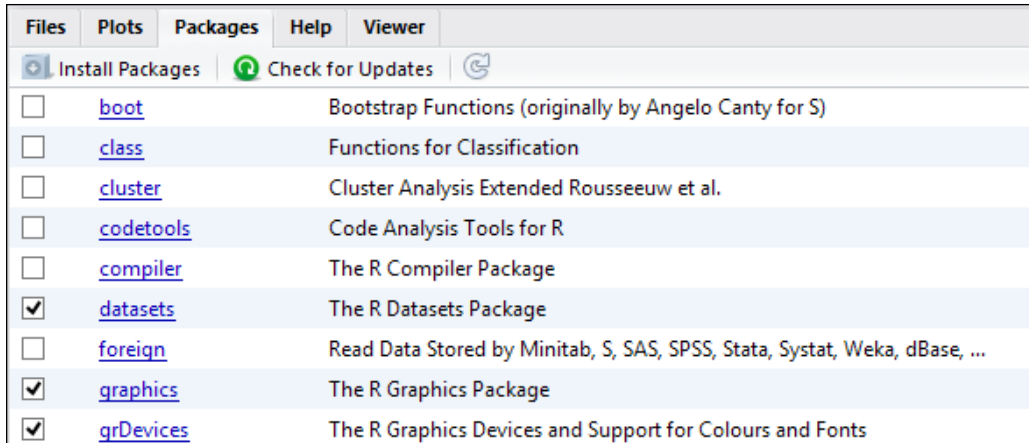 Files Plots Packages Help Viewer
Install Packages Check for Updates
boot Bootstrap Functions (originally by Angelo Canty for S)
class Functions for Classification
cluster Cluster Analysis Extended Rousseeuw et al.
codetools Code Analysis Tools for R
compiler The R Compiler Package
datasets The R Datasets Package
foreign Read Data Stored by Minitab, S, SAS, SPSS, Stata, Systat, Weka, dBase, ...
graphics The R Graphics Package
grDevices The R Graphics Devices and Support for Colours and Fonts